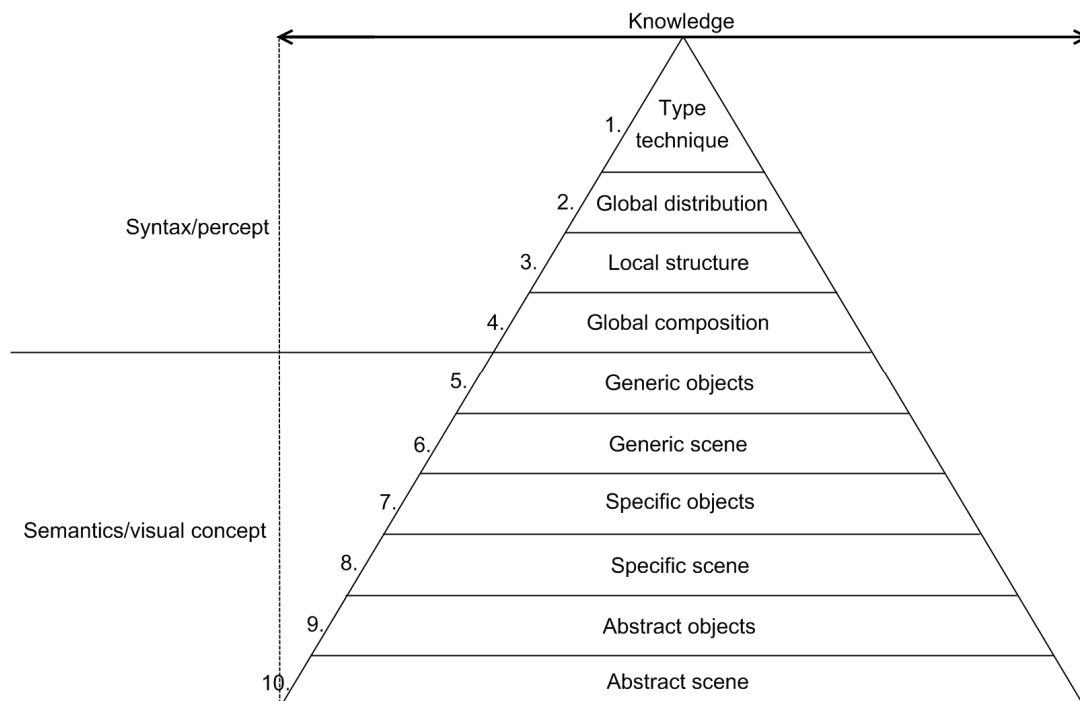 Knowledge
1. Type
technique
2. Global distribution
Syntax/percept
3. Local structure
4. Global composition
5. Generic objects
6. Generic scene
7. Specific objects
Semantics/visual concept
8. Specific scene
9. Abstract objects
10. Abstract scene